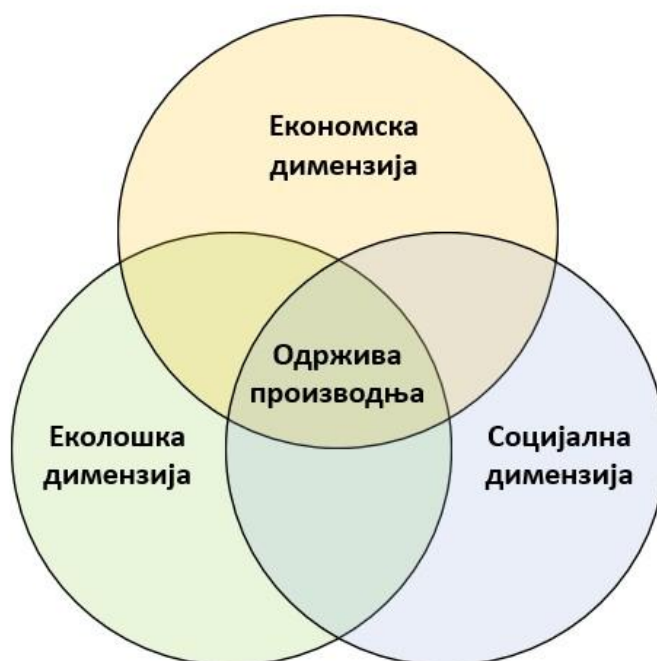 Економска
димензија
Одржива
производња
Еколошка
димензија
Социјална
димензија